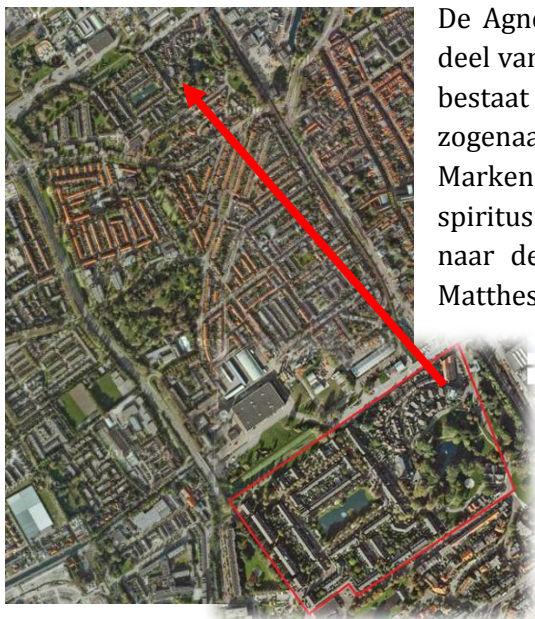 De Agne
deel van
bestaat
zogenaa
Marken
spiritus
naar de
Matthes